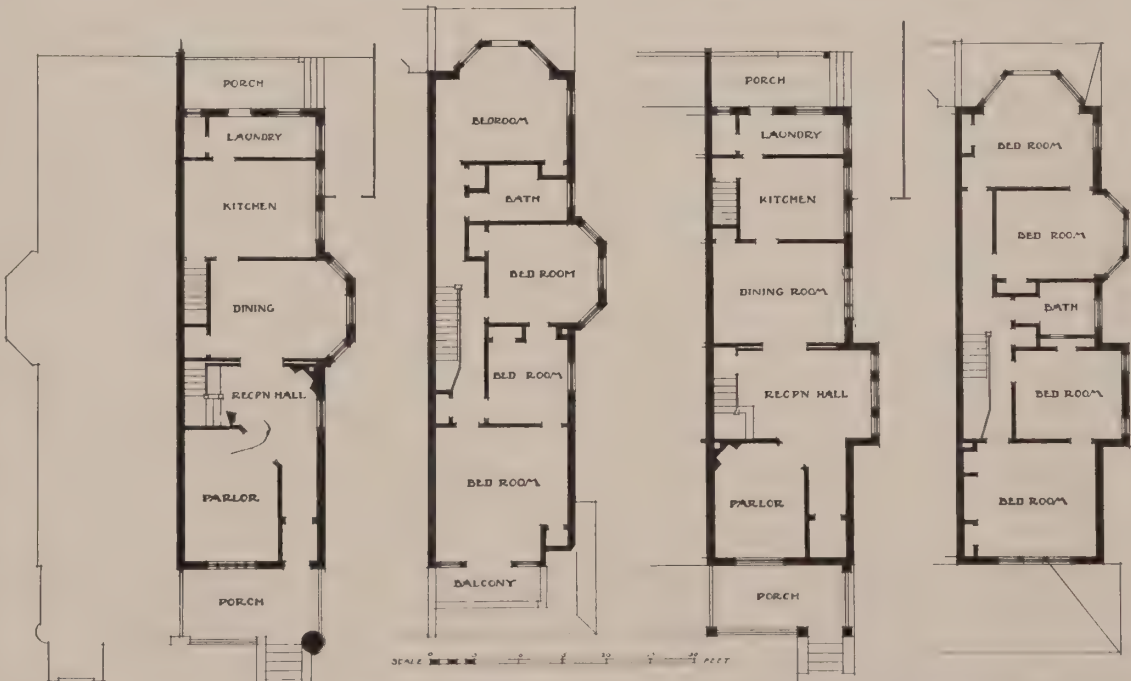 PORCH
LAUNDRY
KITCHEN
DINING
RECPN HALL
PARLOR
PORCH
BEDROOM
BATH
BED ROOM
BED ROOM
BED ROOM
BALCONY
PORCH
LAUNDRY
KITCHEN
DINING ROOM
RECPN HALL
PARLOR
PORCH
BED ROOM
BED ROOM
BATH
BED ROOM
BED ROOM
SCALE
FEET